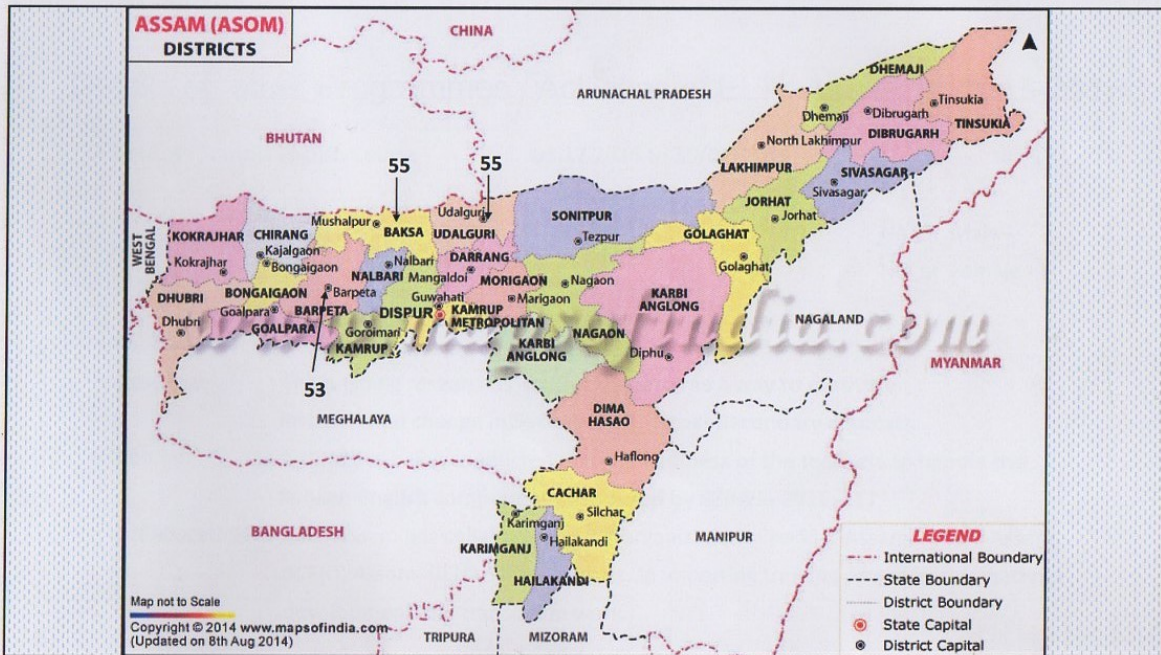 ASSAM (ASOM)
DISTRICTS
CHINA
ARUNACHAL PRADESH
BHUTAN
DHEMAJI
Dhemaji
Dibrugarh
Tinsukia
TINSUKIA
DIBRUGARH
North Lakhimpur
LAKHIMPUR
SIVASAGAR
Sivasagar
JORHAT
Jorhat
55
55
Mushalpur
BAKSA
Udalguri
UDALGURI
SONITPUR
Tezpur
GOLAGHAT
Golaghat
WEST
BENGAL
KOKRAJHAR
Kokrajhar
CHIRANG
Kajalgaon
Bongaigaon
NALBARI
Nalbari
DARRANG
Mangaldoi
MORIGAON
Marigaon
Nagaon
NAGAON
KARBI
ANGLONG
Diphu
DHUBRI
Dhubri
BONGAIGAON
Goalpara
GOALPARA
BARPETA
Barpeta
Guwahati
DISPUR
KAMRUP
METROPOLITAN
Goroimari
KAMRUP
KARBI
ANGLONG
53
www.mapsofindia.com
NAGALAND
MYANMAR
MEGHALAYA
DIMA
HASAO
Haflong
CACHAR
Silchar
Karimganj
KARIMGANJ
Hailakandi
HAILAKANDI
BANGLADESH
MANIPUR
TRIPURA
MIZORAM
LEGEND
International Boundary
State Boundary
District Boundary
State Capital
District Capital
Map not to Scale
Copyright © 2014 www.mapsofindia.com
(Updated on 8th Aug 2014)